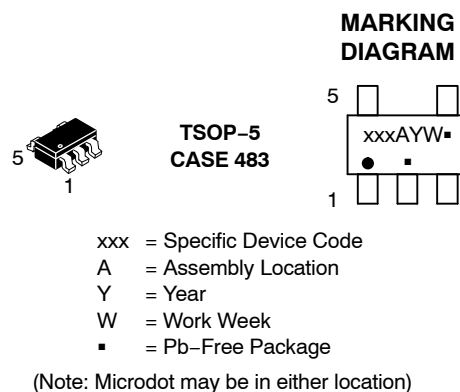 MARKING
DIAGRAM
5
1
TSOP−5
CASE 483
5
xxxAYW▪
▪
1
xxx = Specific Device Code
A = Assembly Location
Y = Year
W = Work Week
▪ = Pb−Free Package
(Note: Microdot may be in either location)